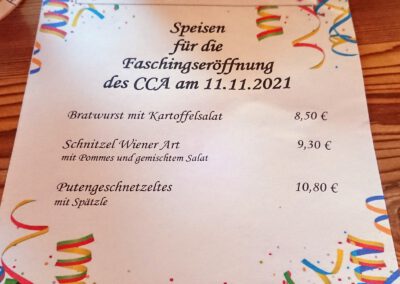 Speisen
für die
Faschingseröffnung
des CCA am 11.11.2021
Bratwurst mit Kartoffelsalat 8,50 €
Schnitzel Wiener Art 9,30 €
mit Pommes und gemischtem Salat
Putengeschnetzeltes 10,80 €
mit Spätzle